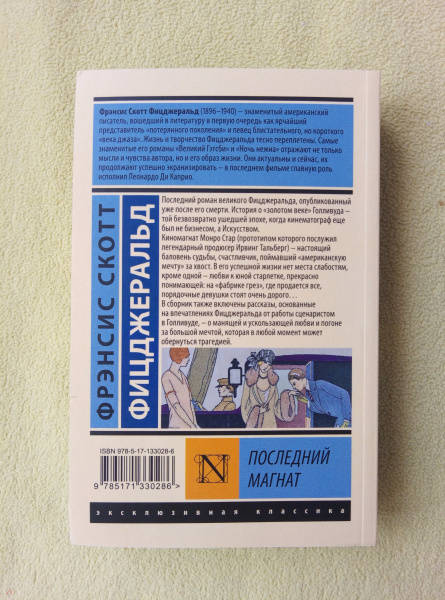 Фрэнсис Скотт Фицджеральд (1896–1940) – знаменитый американский
писатель, вошедший в литературу в первую очередь как ярчайший
представитель «потерянного поколения» и певец блистательного, но короткого
«века джаза». Жизнь и творчество Фицджеральда тесно переплетены. Самые
знаменитые его романы «Великий Гэтсби» и «Ночь нежна» отражают не только
мысли и чувства автора, но и его образ жизни. Они актуальны и сейчас, их
продолжают успешно экранизировать – в последнем фильме главную роль
исполнил Леонардо Ди Каприо.
Последний роман великого Фицджеральда, опубликованный
уже после его смерти. История о «золотом веке» Голливуда –
той безвозвратно ушедшей эпохи, когда кинематограф еще
был не бизнесом, а Искусством.
Киномагнат Монро Стар (прототипом которого послужил
легендарный продюсер Ирвинг Тальберг) – настоящий
баловень судьбы, счастливчик, поймавший «американскую
мечту» за хвост. В его успешной жизни нет места слабостям,
кроме одной – любви к юной старлетке, прекрасно
понимающей: на «фабрике грез», где продается все,
порядочные девушки стоят очень дорого...
В сборник также включены рассказы, основанные
на впечатлениях Фицджеральда от работы сценаристом
в Голливуде, – о манящей и ускользающей любви и погоне
за большой мечтой, которая в любой момент может
обернуться трагедией.
ФРЭНСИС СКОТТ
ФИЦДЖЕРАЛЬД
ISBN 978-5-17-133028-6
9 785171 330286 >
N
ПОСЛЕДНИЙ
МАГНАТ
эксклюзивная классика